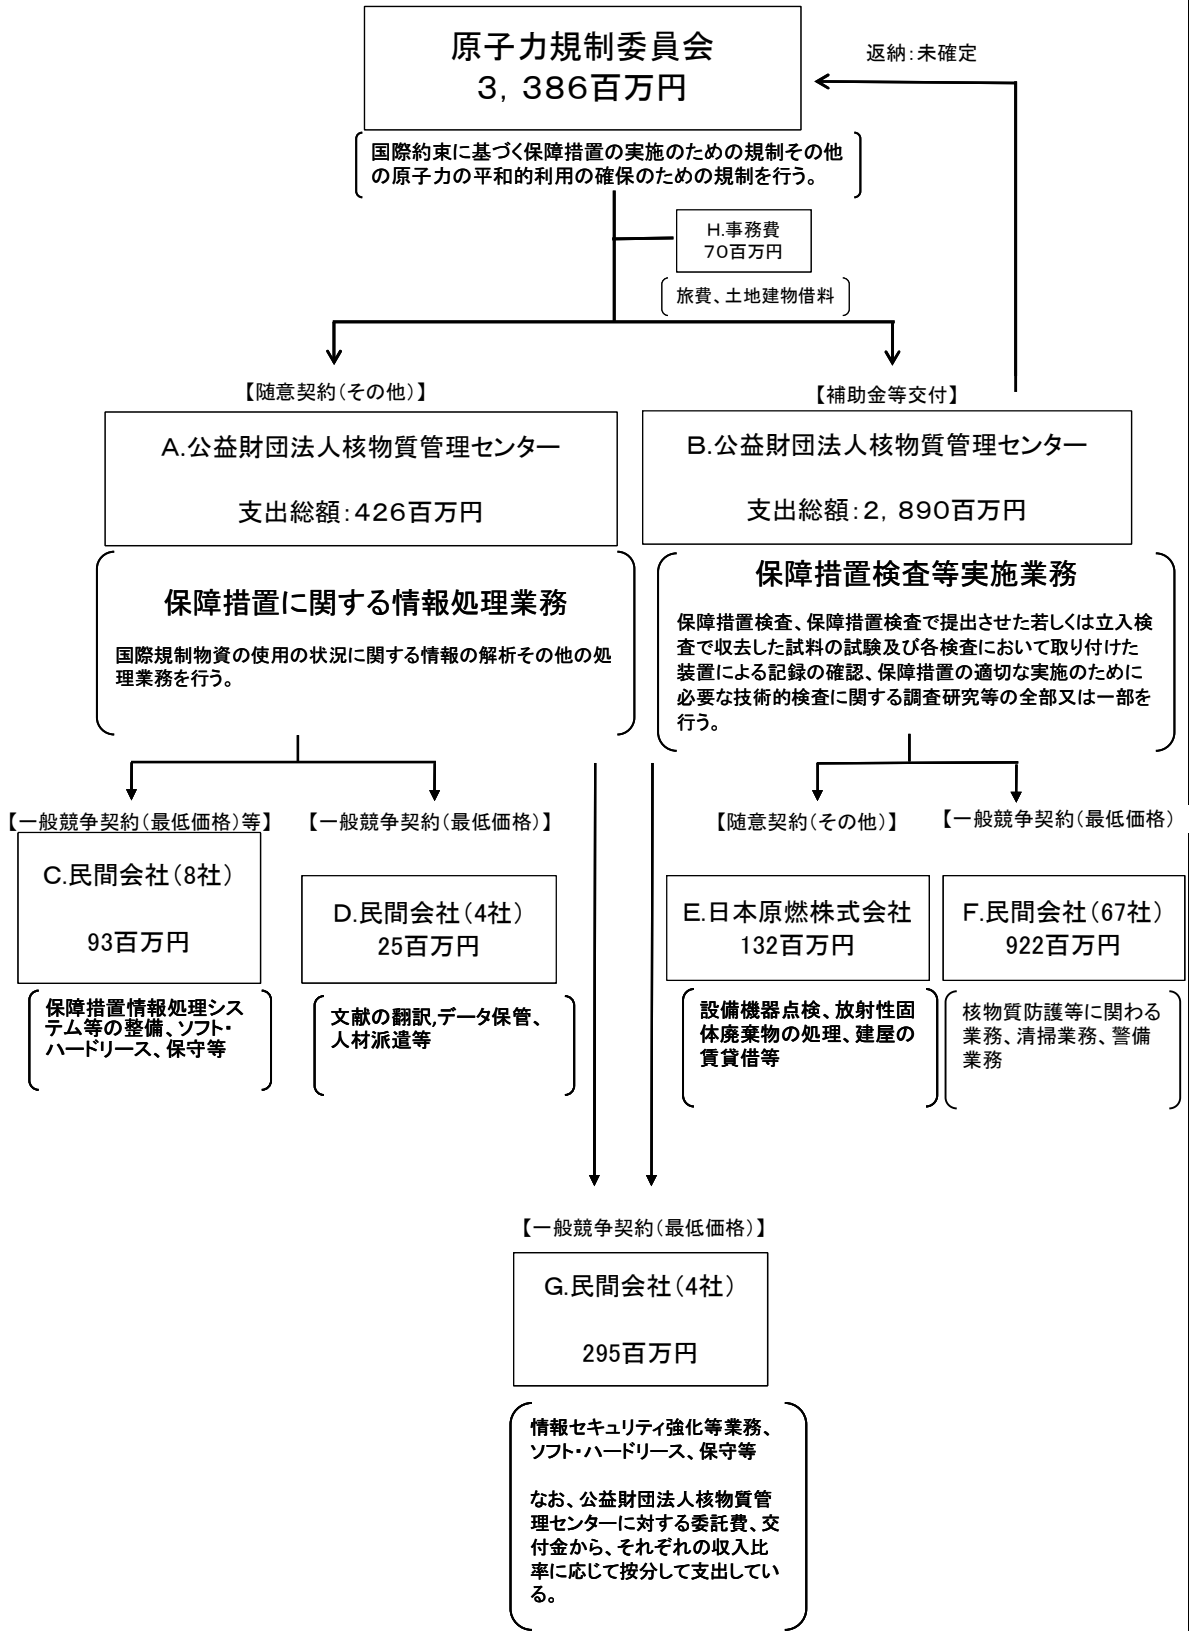 原子力規制委員会
3，386百万円
返納：未確定
国際約束に基づく保障措置の実施のための規制その他
の原子力の平和的利用の確保のための規制を行う。
H.事務費
70百万円
旅費、土地建物借料
【随意契約（その他）】
【補助金等交付】
A.公益財団法人核物質管理センター
支出総額：426百万円
B.公益財団法人核物質管理センター
支出総額：2，890百万円
保障措置に関する情報処理業務
国際規制物資の使用の状況に関する情報の解析その他の処
理業務を行う。
保障措置検査等実施業務
保障措置検査、保障措置検査で提出させた若しくは立入検
査で収去した試料の試験及び各検査において取り付けた
装置による記録の確認、保障措置の適切な実施のために
必要な技術的検査に関する調査研究等の全部又は一部を
行う。
【一般競争契約（最低価格）等】
【一般競争契約（最低価格）】
【随意契約（その他）】
【一般競争契約（最低価格）
C.民間会社（8社）
93百万円
D.民間会社（4社）
25百万円
E.日本原燃株式会社
132百万円
F.民間会社（67社）
922百万円
保障措置情報処理シス
テム等の整備、ソフト・
ハードリース、保守等
文献の翻訳,データ保管、
人材派遣等
設備機器点検、放射性固
体廃棄物の処理、建屋の
賃貸借等
核物質防護等に関わる
業務、清掃業務、警備
業務
【一般競争契約（最低価格）】
G.民間会社（4社）
295百万円
情報セキュリティ強化等業務、
ソフト・ハードリース、保守等
なお、公益財団法人核物質管
理センターに対する委託費、交
付金から、それぞれの収入比
率に応じて按分して支出してい
る。